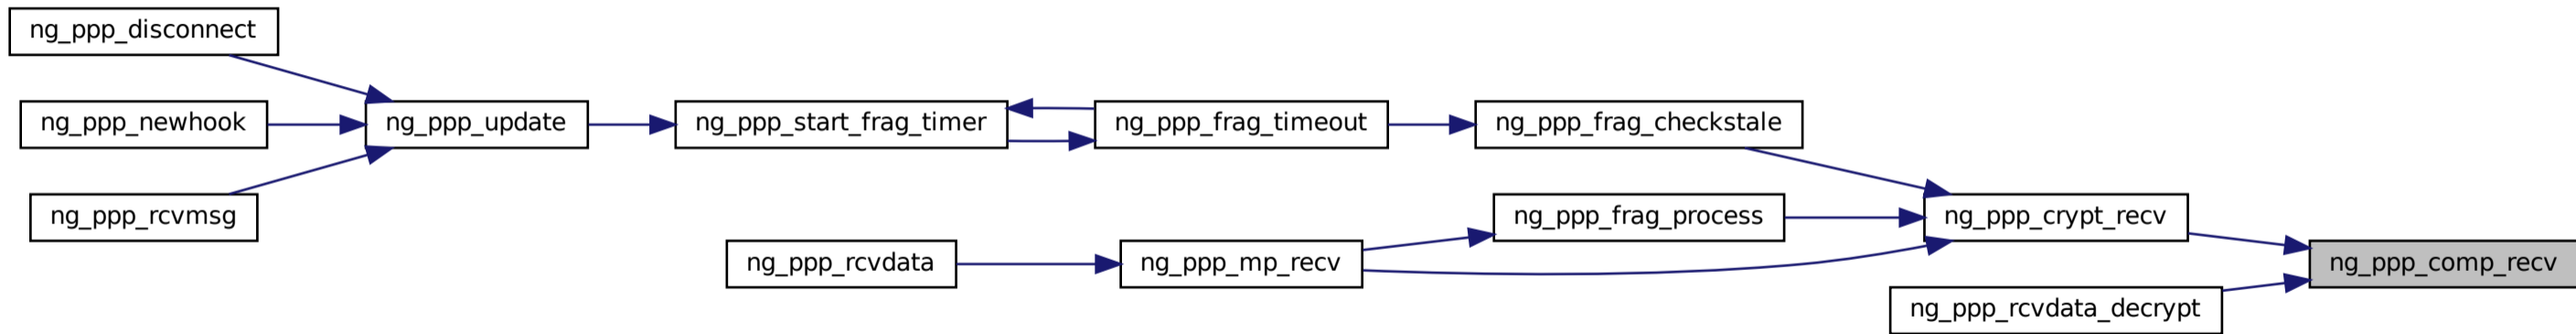 ng_ppp_disconnect
ng_ppp_newhook
ng_ppp_update
ng_ppp_start_frag_timer
ng_ppp_frag_timeout
ng_ppp_frag_checkstale
ng_ppp_rcvmsg
ng_ppp_frag_process
ng_ppp_crypt_recv
ng_ppp_rcvdata
ng_ppp_mp_recv
ng_ppp_comp_recv
ng_ppp_rcvdata_decrypt